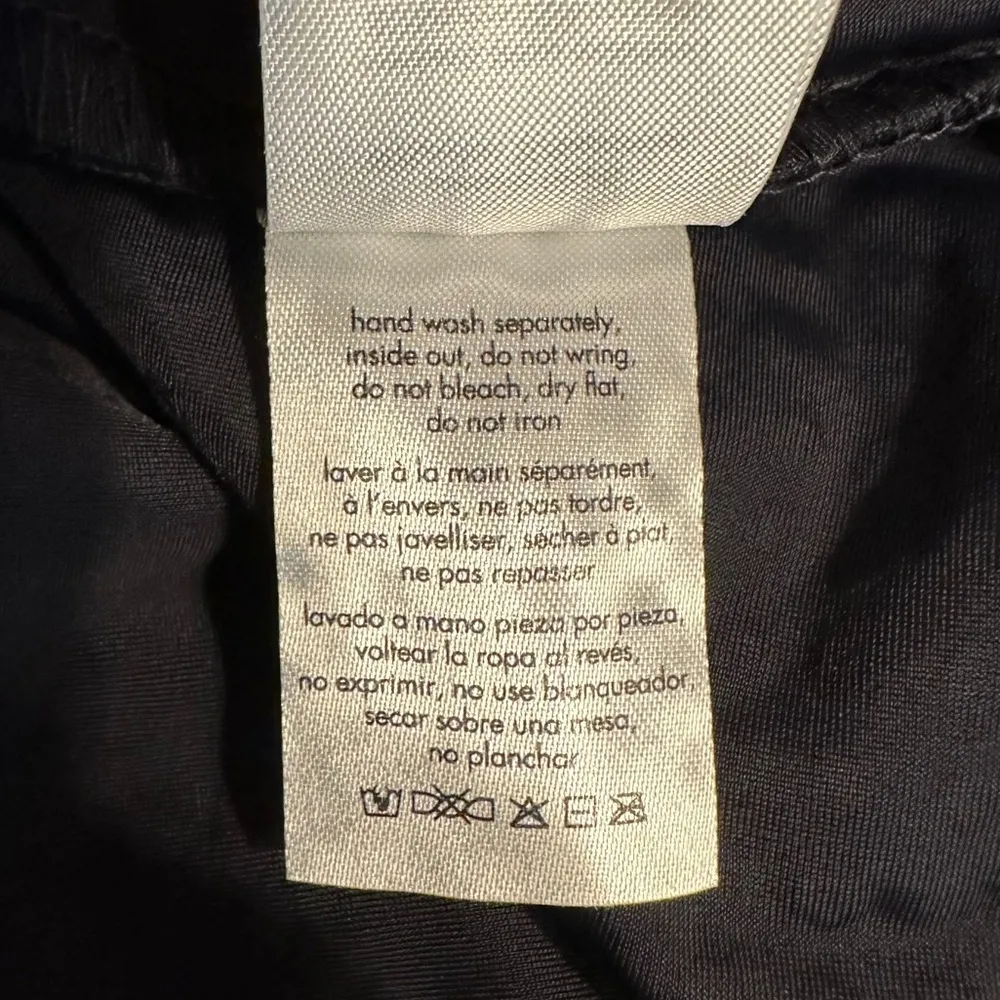 hand wash separately,
inside out, do not wring,
do not bleach, dry flat,
do not iron
laver à la main séparément,
à l'envers, ne pas tordre,
ne pas javelliser, sécher à plat,
ne pas repasser
lavado a mano pieza por pieza,
voltear la ropa al revés,
no exprimir, no use blanqueador,
secar sobre una mesa,
no planchar